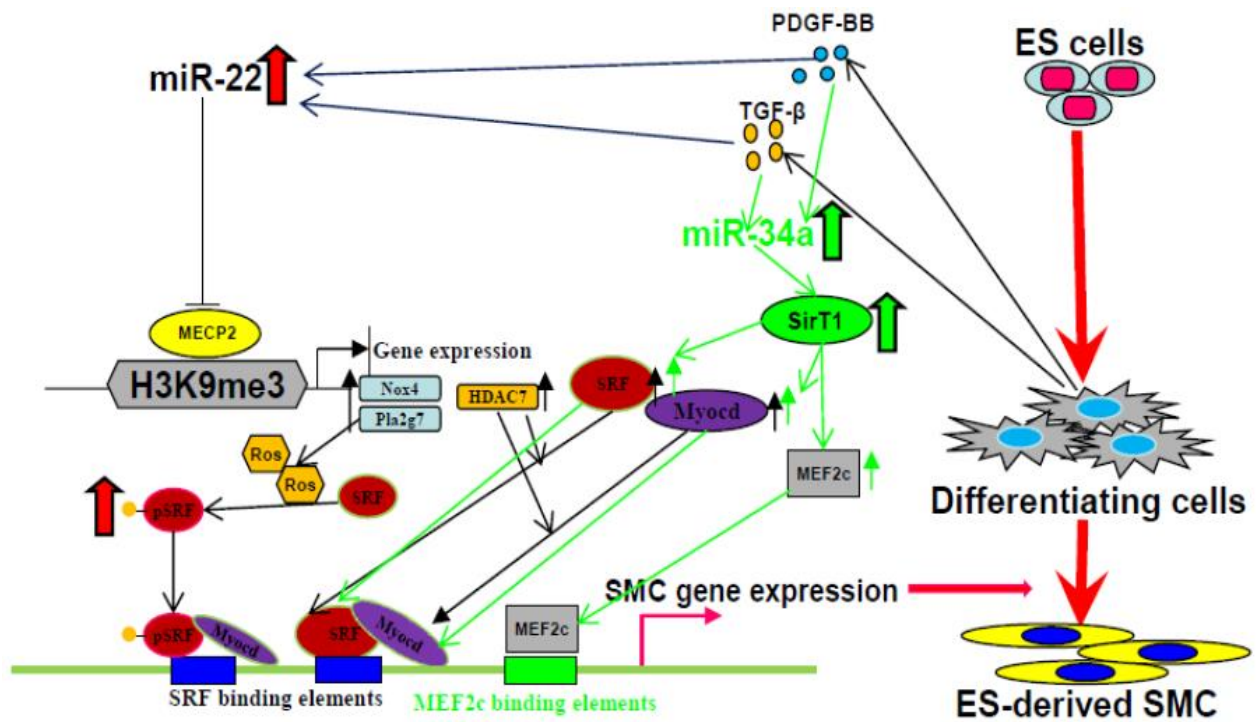 PDGF-BB
ES cells
miR-22
TGF-β
miR-34a
SirT1
MECP2
Gene expression
H3K9me3
Nox4
HDAC7
SRF
Myocd
Pla2g7
Ros
Ros
MEF2c
pSRF
SRF
Differentiating cells
SMC gene expression
pSRF
Myocd
SRF
Myocd
MEF2c
SRF binding elements
MEF2c binding elements
ES-derived SMC